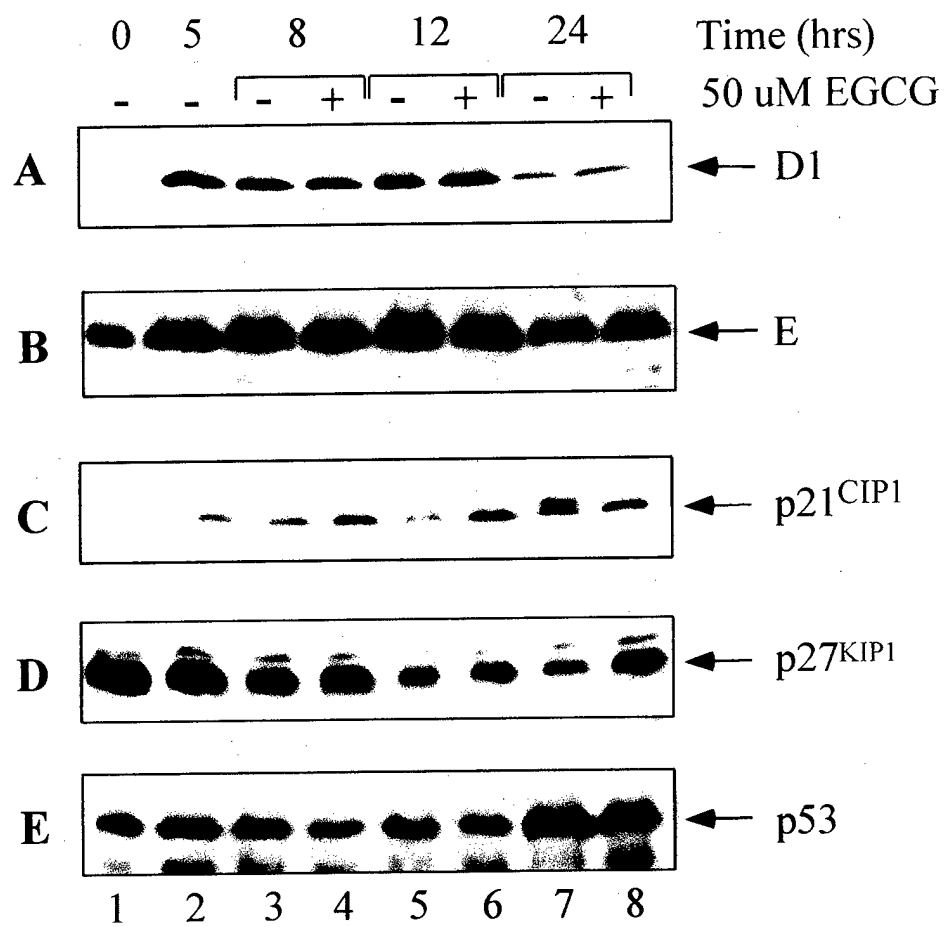 0 5 8 12 24 Time (hrs)
- - - + - + - + 50 uM EGCG
A D1
B E
C p21CIP1
D p27KIP1
E p53
1 2 3 4 5 6 7 8